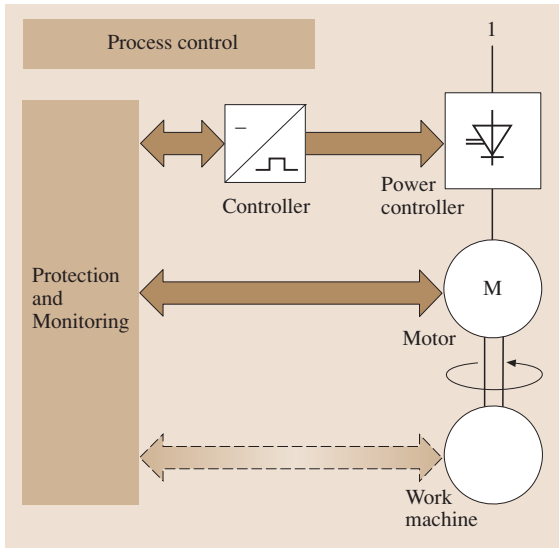 Process control
1
Controller
Power
controller
Protection
and
Monitoring
M
Motor
Work
machine